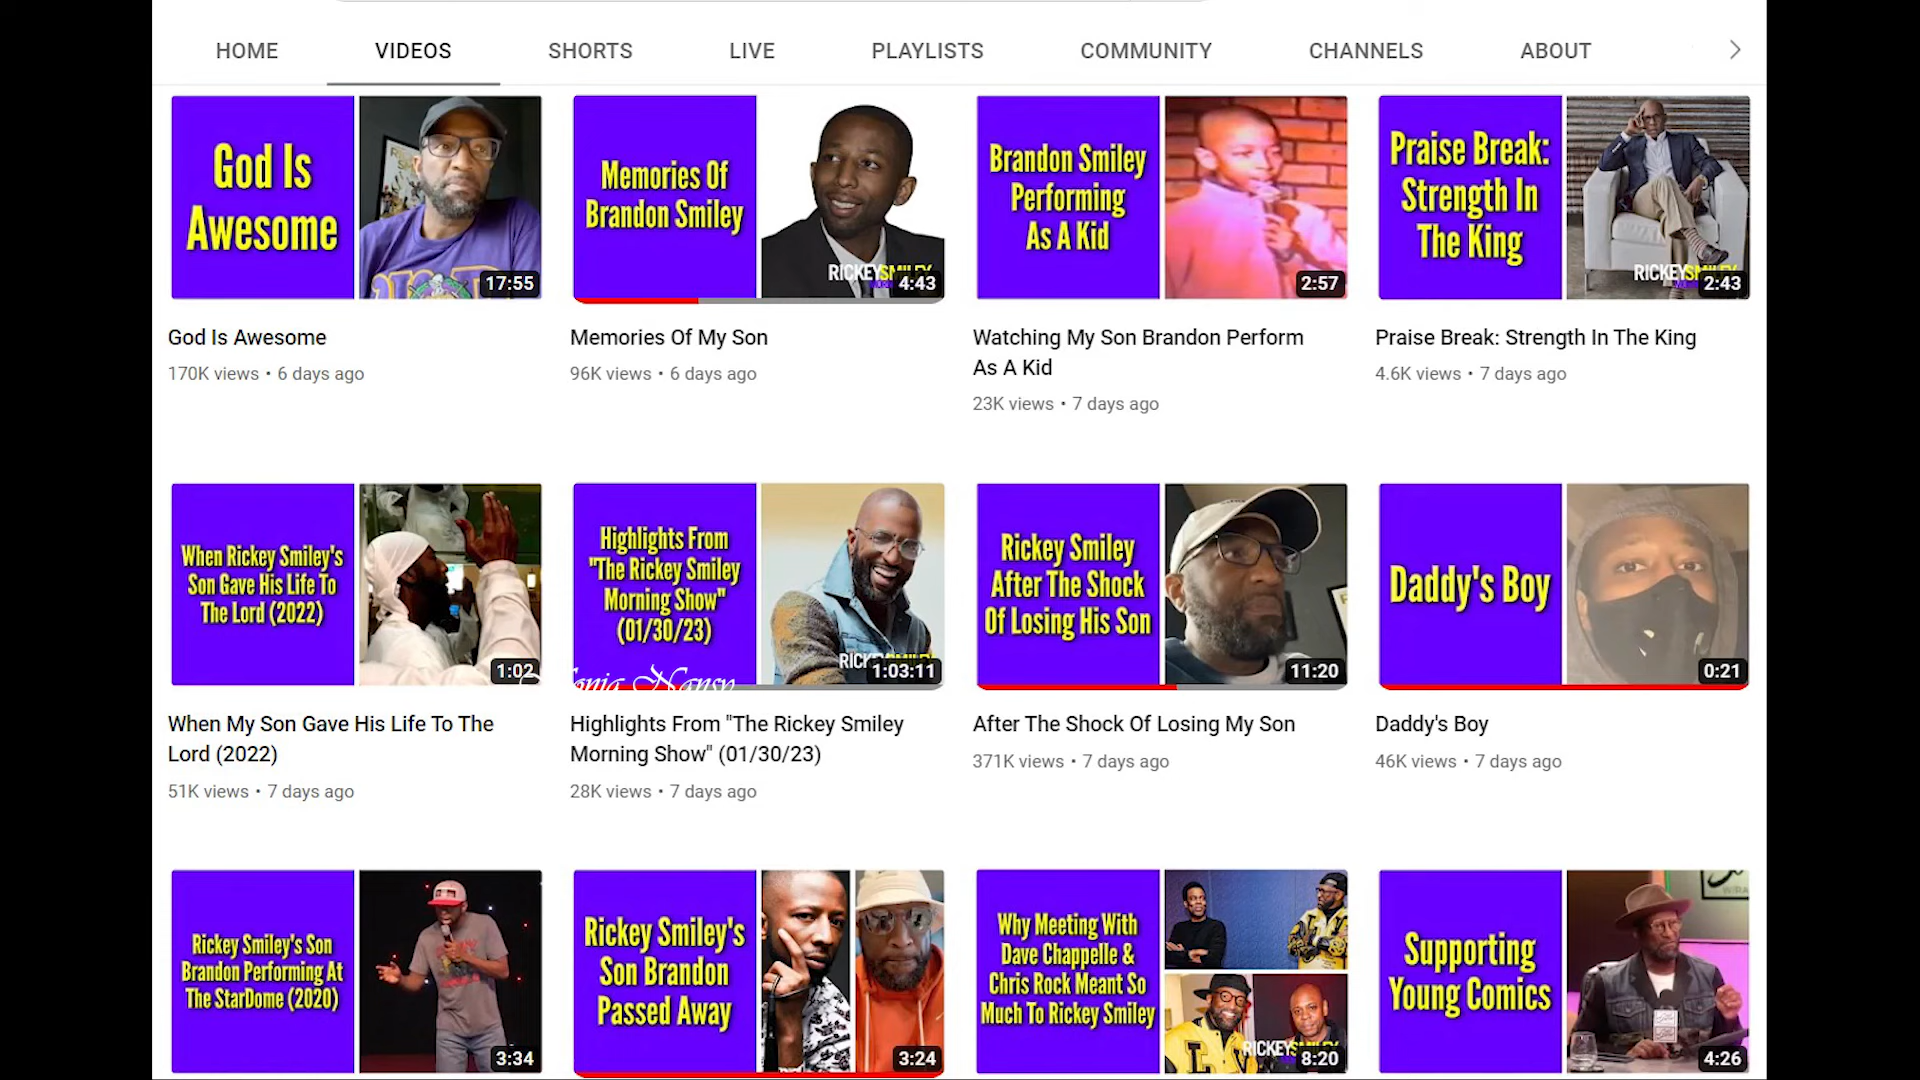 HOME VIDEOS SHORTS LIVE PLAYLISTS COMMUNITY CHANNELS ABOUT
God Is
Awesome
17:55
Memories Of
Brandon Smiley
RICKEYSMILEY
4:43
Brandon Smiley
Performing
As A Kid
2:57
Praise Break:
Strength In
The King
RICKEYSMILEY
2:43
God Is Awesome
170K views • 6 days ago
Memories Of My Son
96K views • 6 days ago
Watching My Son Brandon Perform
As A Kid
23K views • 7 days ago
Praise Break: Strength In The King
4.6K views • 7 days ago
When Rickey Smiley's
Son Gave His Life To
The Lord (2022)
1:02
Highlights From
"The Rickey Smiley
Morning Show"
(01/30/23)
1:03:11
Rickey Smiley
After The Shock
Of Losing His Son
11:20
Daddy's Boy
0:21
When My Son Gave His Life To The
Lord (2022)
51K views • 7 days ago
Highlights From "The Rickey Smiley
Morning Show" (01/30/23)
28K views • 7 days ago
After The Shock Of Losing My Son
371K views • 7 days ago
Daddy's Boy
46K views • 7 days ago
Rickey Smiley's Son
Brandon Performing At
The StarDome (2020)
3:34
Rickey Smiley's
Son Brandon
Passed Away
3:24
Why Meeting With
Dave Chappelle &
Chris Rock Meant So
Much To Rickey Smiley
RICKEYSMILEY
8:20
Supporting
Young Comics
4:26